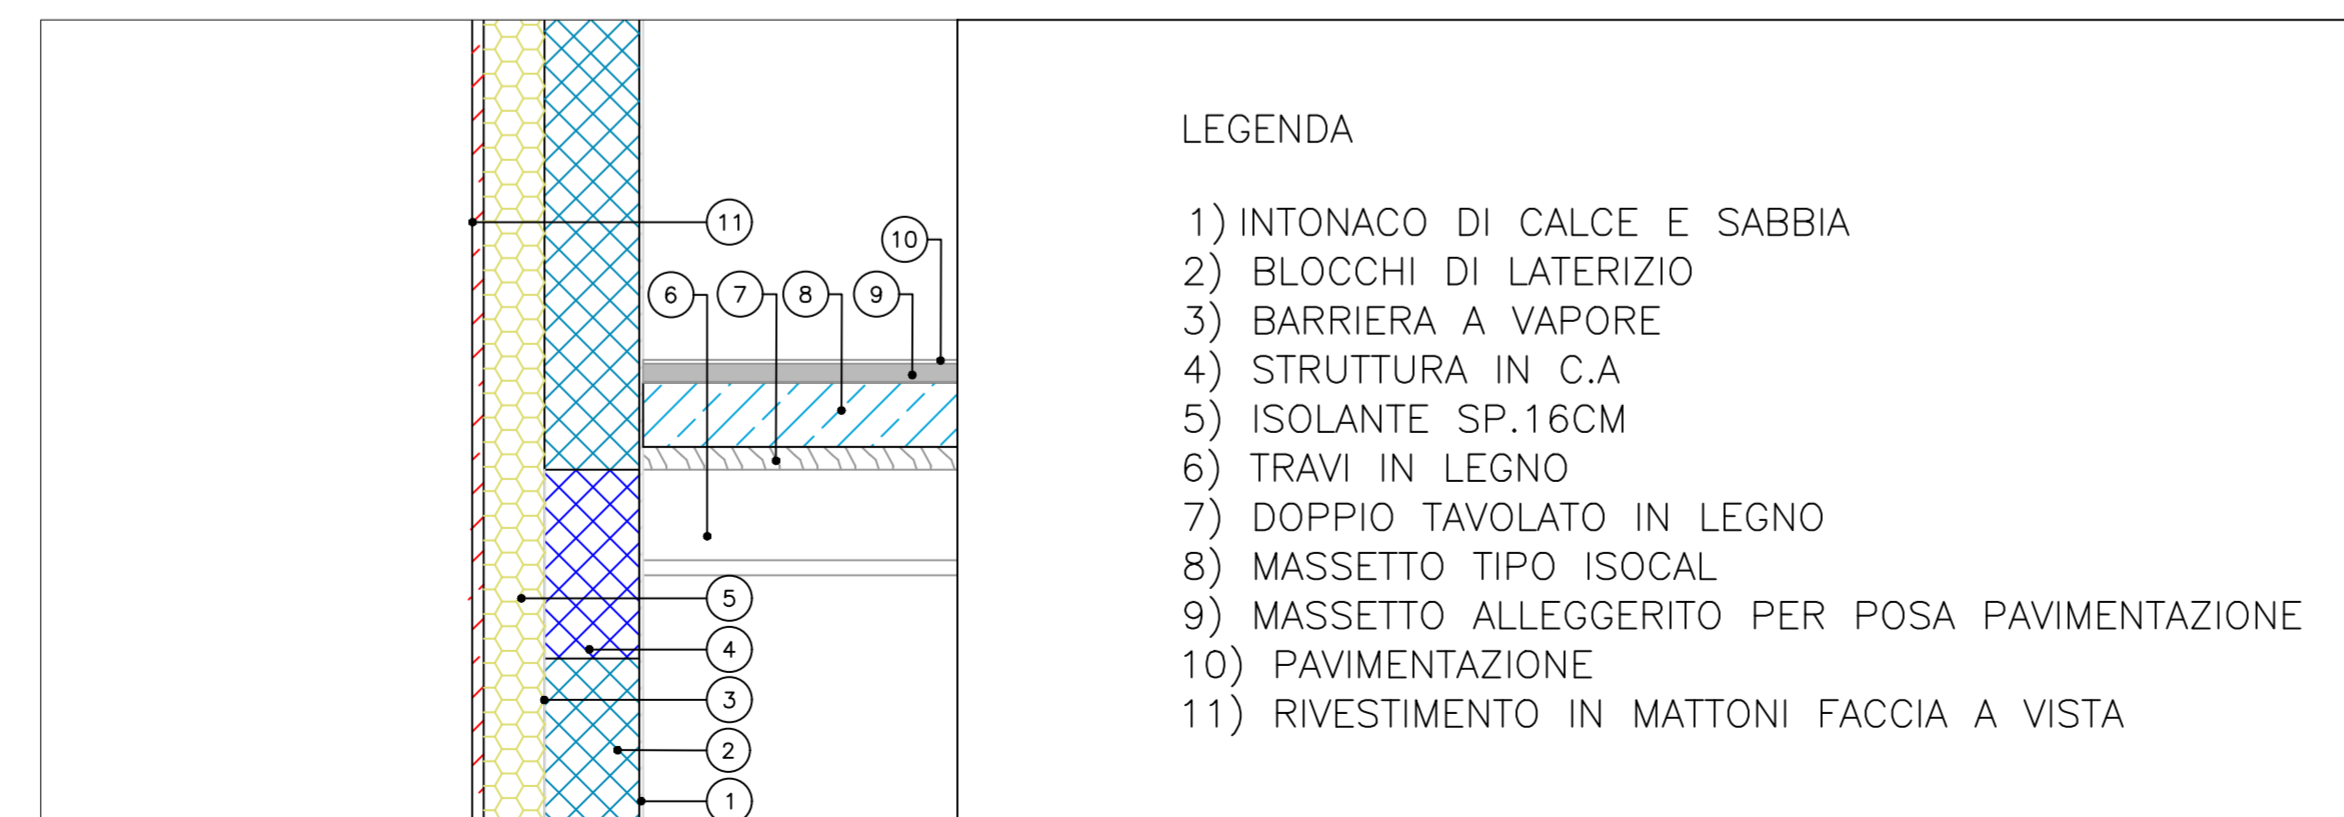 LEGENDA
1) INTONACO DI CALCE E SABBIA
2) BLOCCHI DI LATERIZIO
3) BARRIERA A VAPORE
4) STRUTTURA IN C.A
5) ISOLANTE SP.16CM
6) TRAVI IN LEGNO
7) DOPPIO TAVOLATO IN LEGNO
8) MASSETTO TIPO ISOCAL
9) MASSETTO ALLEGGERITO PER POSA PAVIMENTAZIONE
10) PAVIMENTAZIONE
11) RIVESTIMENTO IN MATTONI FACCIA A VISTA
11
10
6 7 8 9
5
4
3
2
1